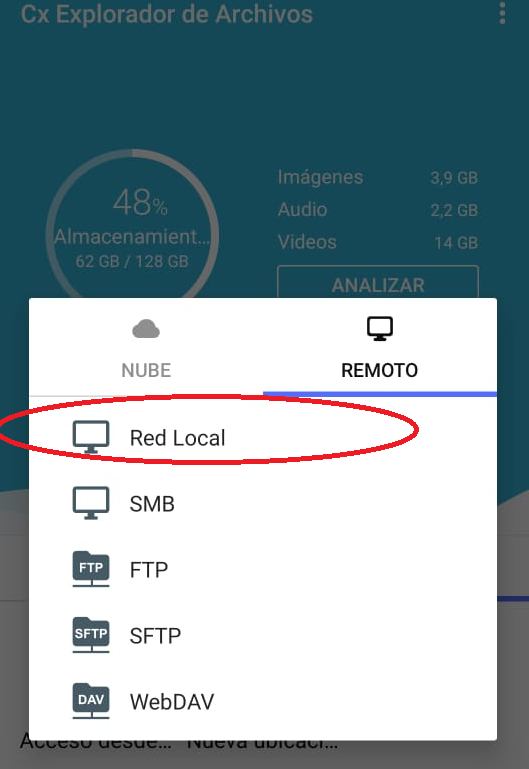 Cx Explorador de Archivos
48%
Almacenamient...
62 GB / 128 GB
Imágenes 3,9 GB
Audio 2,2 GB
Videos 14 GB
ANALIZAR
NUBE
REMOTO
Red Local
SMB
FTP FTP
SFTP SFTP
DAV WebDAV
Acceso desde... Nueva ubicaci...